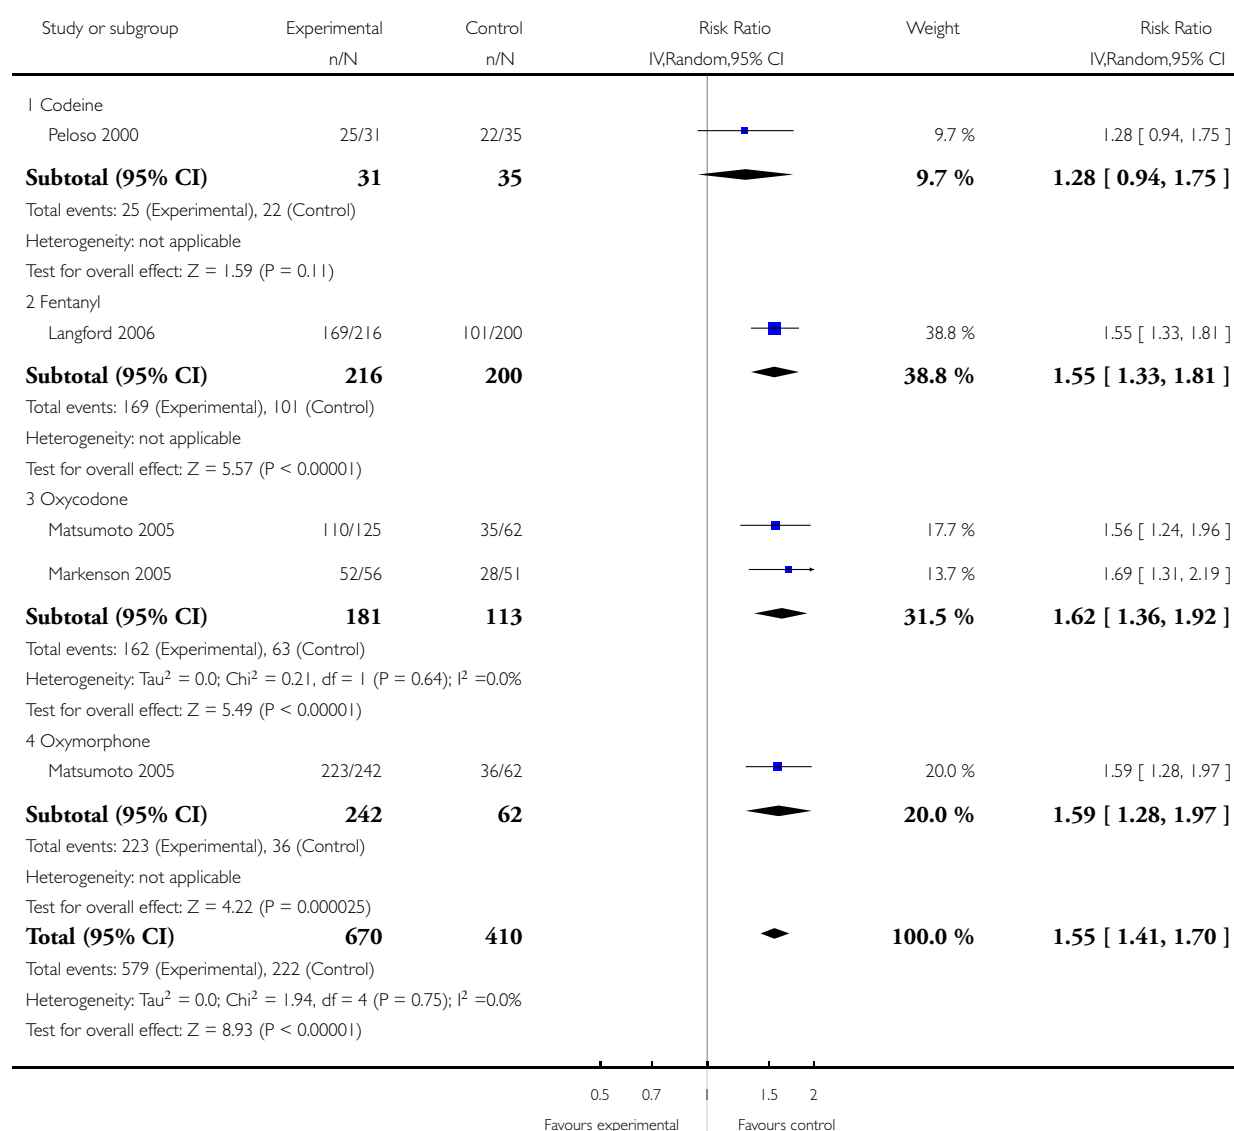 Study or subgroup Experimental Control Risk Ratio Weight Risk Ratio
n/N n/N IV,Random,95% CI IV,Random,95% CI
1 Codeine
Peloso 2000 25/31 22/35 9.7 % 1.28 [ 0.94, 1.75 ]
Subtotal (95% CI) 31 35 9.7 % 1.28 [ 0.94, 1.75 ]
Total events: 25 (Experimental), 22 (Control)
Heterogeneity: not applicable
Test for overall effect: Z = 1.59 (P = 0.11)
2 Fentanyl
Langford 2006 169/216 101/200 38.8 % 1.55 [ 1.33, 1.81 ]
Subtotal (95% CI) 216 200 38.8 % 1.55 [ 1.33, 1.81 ]
Total events: 169 (Experimental), 101 (Control)
Heterogeneity: not applicable
Test for overall effect: Z = 5.57 (P < 0.00001)
3 Oxycodone
Matsumoto 2005 110/125 35/62 17.7 % 1.56 [ 1.24, 1.96 ]
Markenson 2005 52/56 28/51 13.7 % 1.69 [ 1.31, 2.19 ]
Subtotal (95% CI) 181 113 31.5 % 1.62 [ 1.36, 1.92 ]
Total events: 162 (Experimental), 63 (Control)
Heterogeneity: Tau² = 0.0; Chi² = 0.21, df = 1 (P = 0.64); I² =0.0%
Test for overall effect: Z = 5.49 (P < 0.00001)
4 Oxymorphone
Matsumoto 2005 223/242 36/62 20.0 % 1.59 [ 1.28, 1.97 ]
Subtotal (95% CI) 242 62 20.0 % 1.59 [ 1.28, 1.97 ]
Total events: 223 (Experimental), 36 (Control)
Heterogeneity: not applicable
Test for overall effect: Z = 4.22 (P = 0.000025)
Total (95% CI) 670 410 100.0 % 1.55 [ 1.41, 1.70 ]
Total events: 579 (Experimental), 222 (Control)
Heterogeneity: Tau² = 0.0; Chi² = 1.94, df = 4 (P = 0.75); I² =0.0%
Test for overall effect: Z = 8.93 (P < 0.00001)
0.5 0.7 1 1.5 2
Favours experimental Favours control